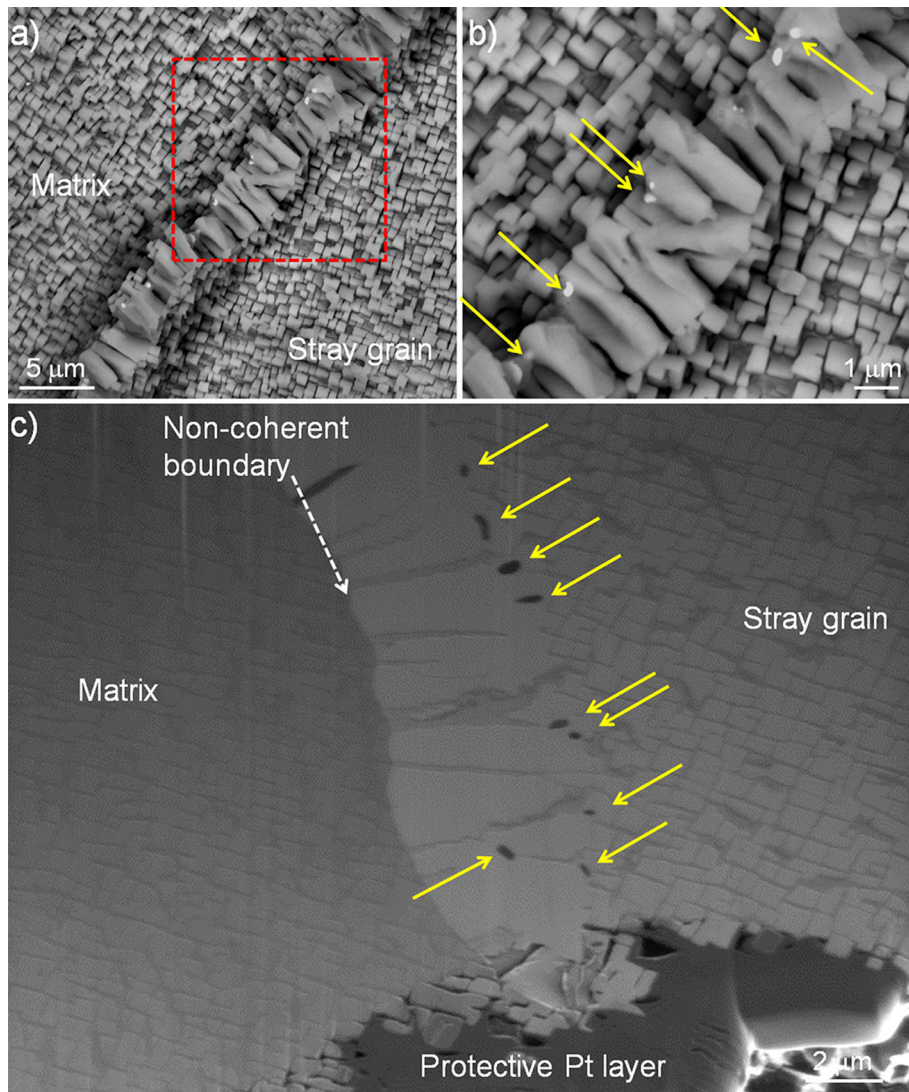 a)
Matrix
Stray grain
5 μm
b)
1 μm
c)
Non-coherent
boundary
Stray grain
Matrix
Protective Pt layer
2 μm